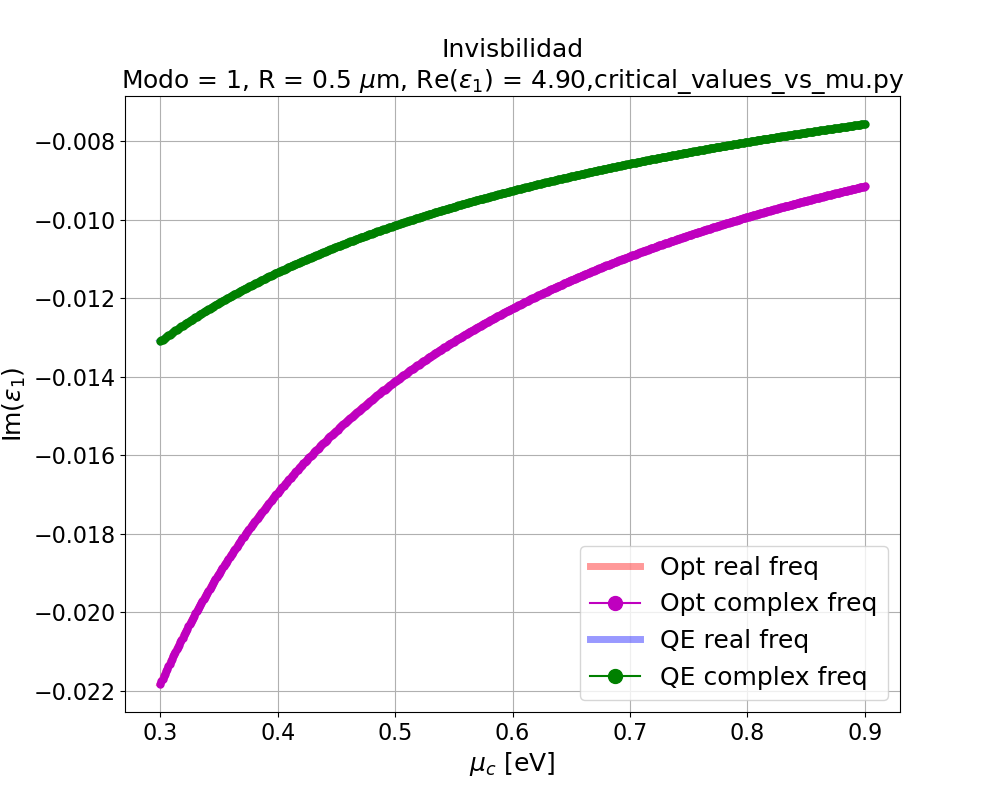 Invisbilidad
Modo = 1, R = 0.5 μm, Re(ε₁) = 4.90,critical_values_vs_mu.py
−0.008
−0.010
−0.012
−0.014
−0.016
−0.018
−0.020
−0.022
Im(ε₁)
Opt real freq
Opt complex freq
QE real freq
QE complex freq
0.3 0.4 0.5 0.6 0.7 0.8 0.9
μ_c [eV]